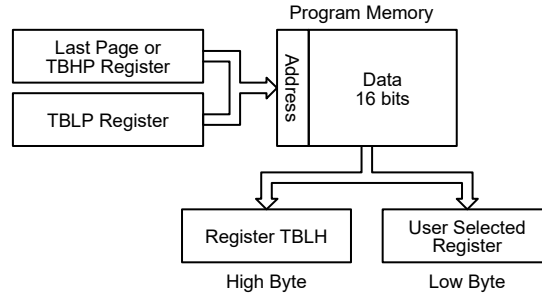 Program Memory
Last Page or
TBHP Register
TBLP Register
Address
Data
16 bits
Register TBLH
User Selected
Register
High Byte
Low Byte